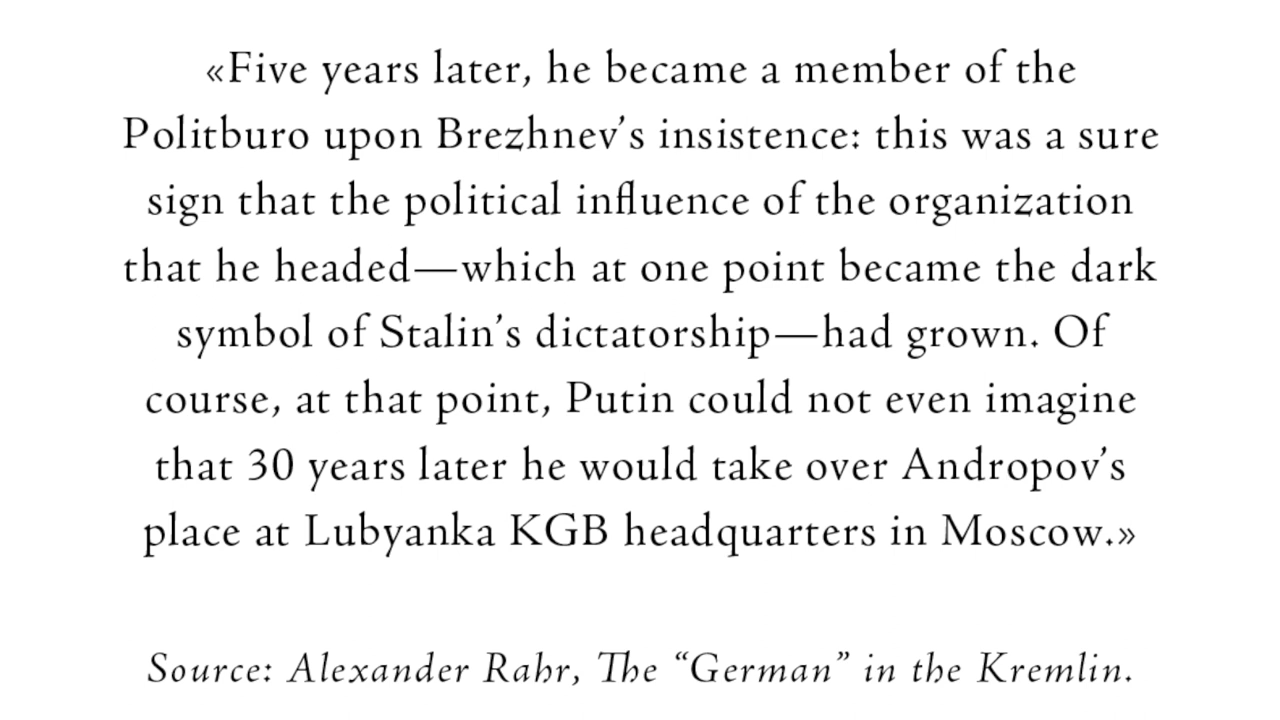 «Five years later, he became a member of the
Politburo upon Brezhnev’s insistence: this was a sure
sign that the political influence of the organization
that he headed—which at one point became the dark
symbol of Stalin’s dictatorship—had grown. Of
course, at that point, Putin could not even imagine
that 30 years later he would take over Andropov’s
place at Lubyanka KGB headquarters in Moscow.»
Source: Alexander Rahr, The “German” in the Kremlin.